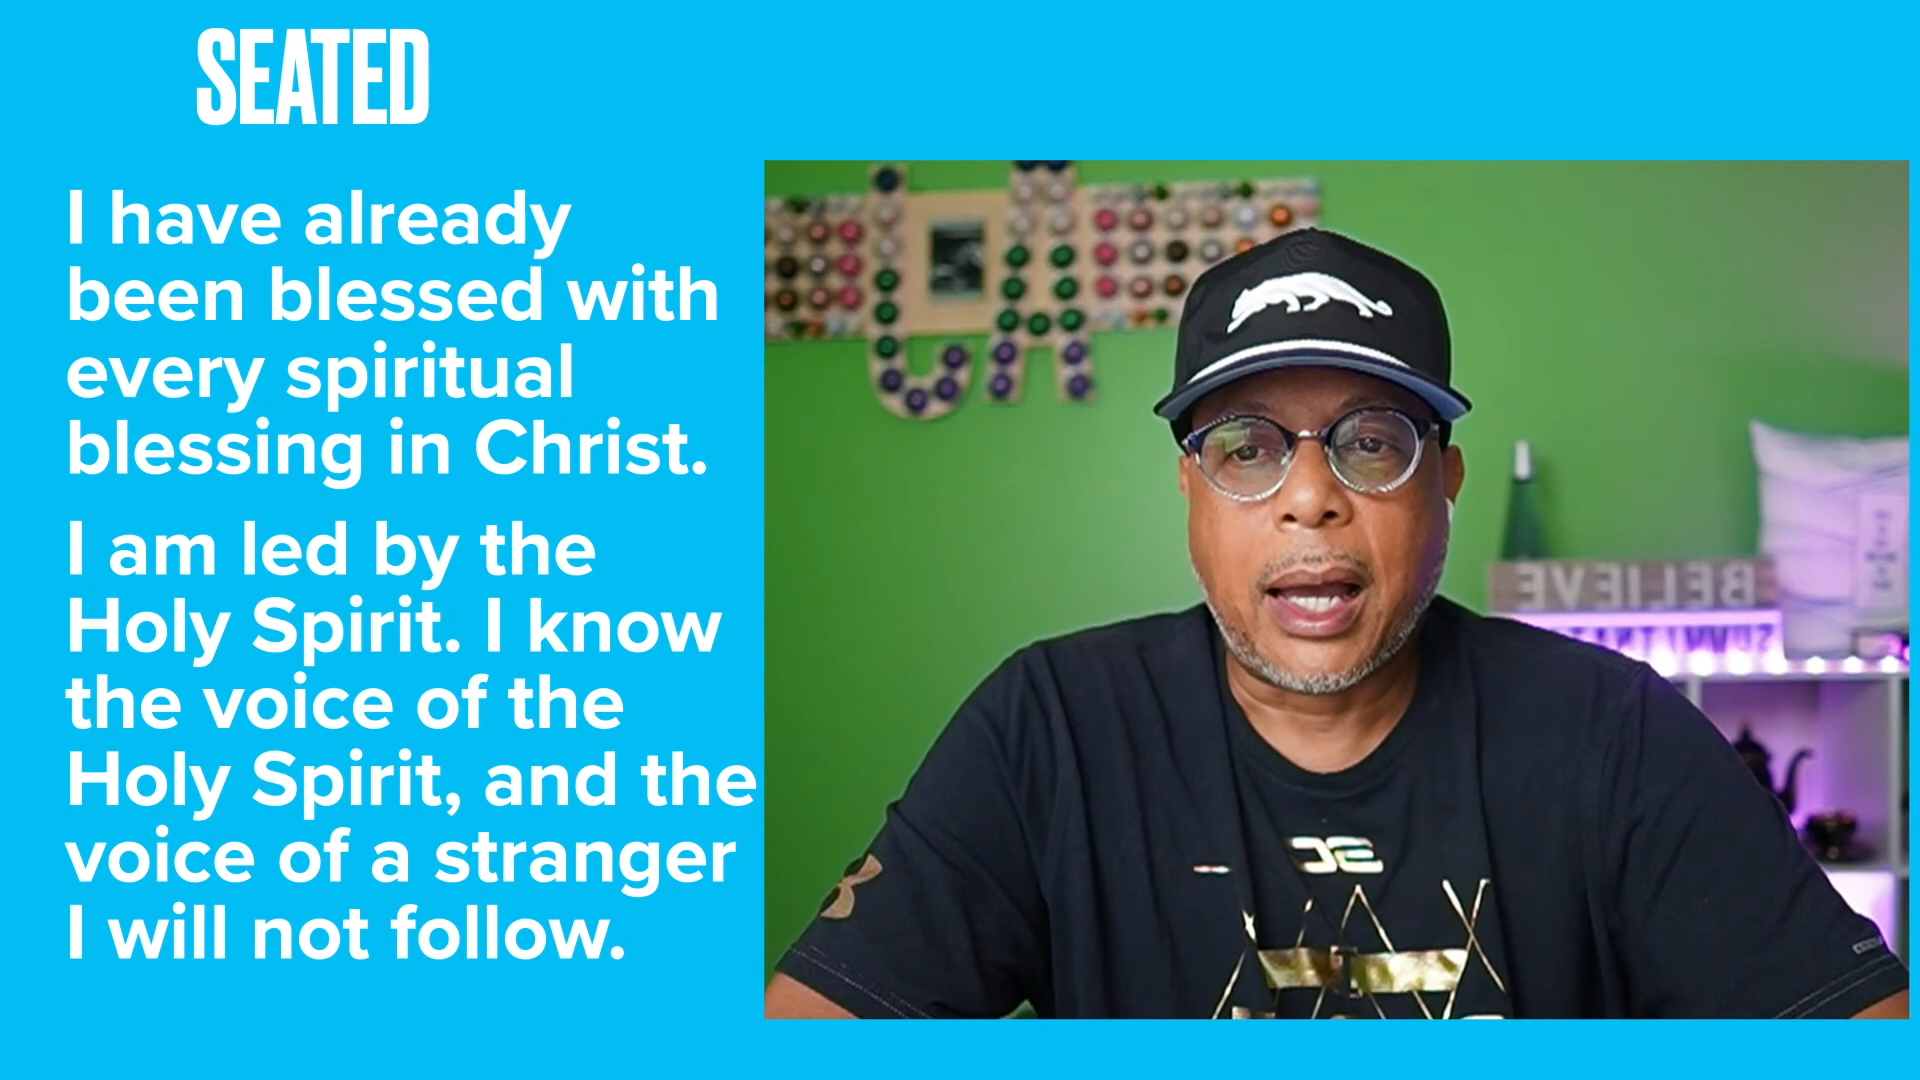 SEATED
I have already
been blessed with
every spiritual
blessing in Christ.
I am led by the
Holy Spirit. I know
the voice of the
Holy Spirit, and the
voice of a stranger
I will not follow.
BELIEVE